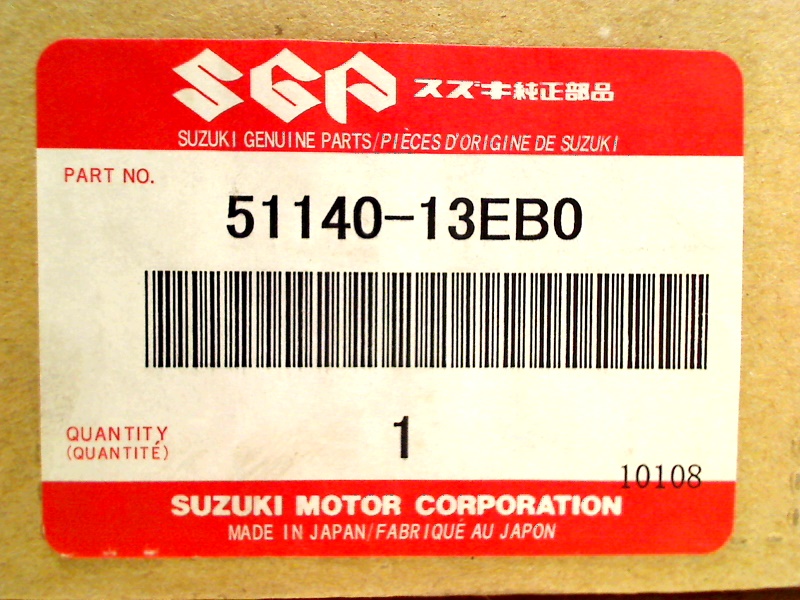 SGP スズキ純正部品
SUZUKI GENUINE PARTS/PIÈCES D'ORIGINE DE SUZUKI
PART NO.
51140-13EB0
QUANTITY
(QUANTITÉ)
1
10108
SUZUKI MOTOR CORPORATION
MADE IN JAPAN/FABRIQUÉ AU JAPON